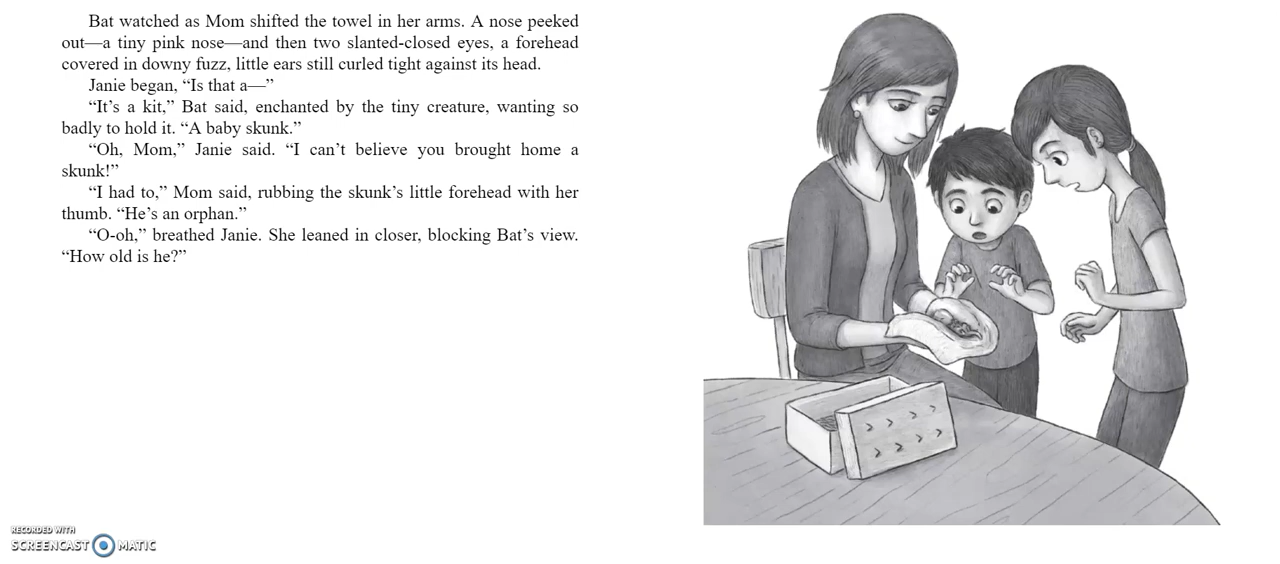 Bat watched as Mom shifted the towel in her arms. A nose peeked
out—a tiny pink nose—and then two slanted-closed eyes, a forehead
covered in downy fuzz, little ears still curled tight against its head.
Janie began, “Is that a—”
“It’s a kit,” Bat said, enchanted by the tiny creature, wanting so
badly to hold it. “A baby skunk.”
“Oh, Mom,” Janie said. “I can’t believe you brought home a
skunk!”
“I had to,” Mom said, rubbing the skunk’s little forehead with her
thumb. “He’s an orphan.”
“O-oh,” breathed Janie. She leaned in closer, blocking Bat’s view.
“How old is he?”
RECORDED WITH
SCREENCAST MATIC